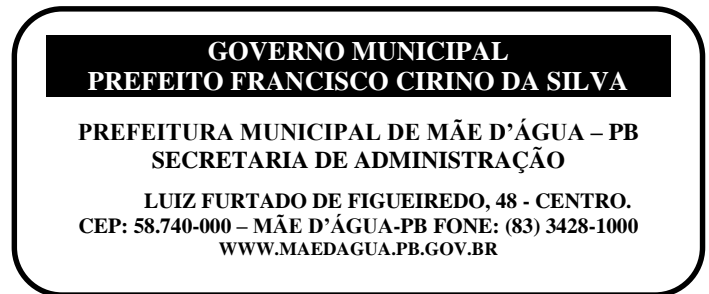 GOVERNO MUNICIPAL
PREFEITO FRANCISCO CIRINO DA SILVA
PREFEITURA MUNICIPAL DE MÃE D’ÁGUA – PB
SECRETARIA DE ADMINISTRAÇÃO
LUIZ FURTADO DE FIGUEIREDO, 48 - CENTRO.
CEP: 58.740-000 – MÃE D’ÁGUA-PB FONE: (83) 3428-1000
WWW.MAEDAGUA.PB.GOV.BR